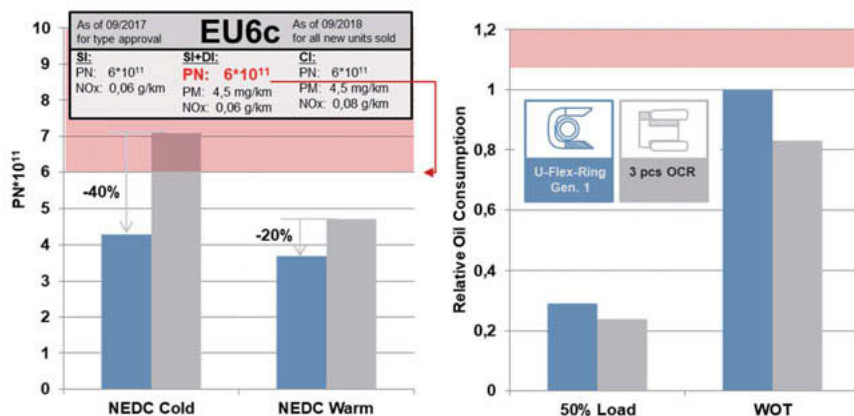 As of 09/2017
for type approval
EU6c
As of 09/2018
for all new units sold
SI:
PN: 6*10¹¹
NOx: 0,06 g/km
SI+DI:
PN: 6*10¹¹
PM: 4,5 mg/km
NOx: 0,06 g/km
CI:
PN: 6*10¹¹
PM: 4,5 mg/km
NOx: 0,08 g/km
PN*10¹¹
10
9
8
7
6
5
4
3
2
1
0
-40%
-20%
NEDC Cold
NEDC Warm
Relative Oil Consumptioon
1,2
1
0,8
0,6
0,4
0,2
0
U-Flex-Ring
Gen. 1
3 pcs OCR
50% Load
WOT